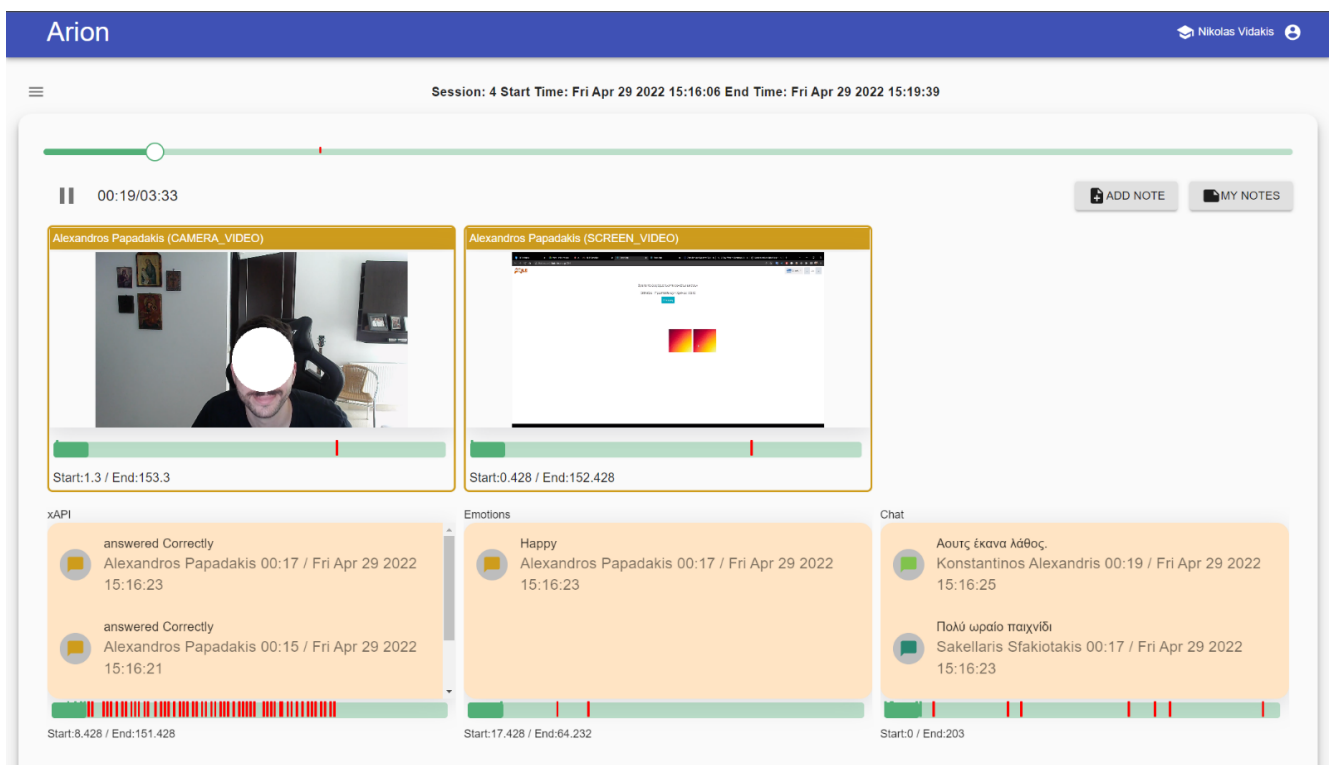 Arion
Nikolas Vidakis
Session: 4 Start Time: Fri Apr 29 2022 15:16:06 End Time: Fri Apr 29 2022 15:19:39
00:19/03:33
ADD NOTE
MY NOTES
Alexandros Papadakis (CAMERA_VIDEO)
Alexandros Papadakis (SCREEN_VIDEO)
Start:1.3 / End:153.3
Start:0.428 / End:152.428
xAPI
answered Correctly
Alexandros Papadakis 00:17 / Fri Apr 29 2022
15:16:23
answered Correctly
Alexandros Papadakis 00:15 / Fri Apr 29 2022
15:16:21
Start:8.428 / End:151.428
Emotions
Happy
Alexandros Papadakis 00:17 / Fri Apr 29 2022
15:16:23
Start:17.428 / End:64.232
Chat
Αουτς έκανα λάθος.
Konstantinos Alexandris 00:19 / Fri Apr 29 2022
15:16:25
Πολύ ωραίο παιχνίδι
Sakellaris Sfakiotakis 00:17 / Fri Apr 29 2022
15:16:23
Start:0 / End:203